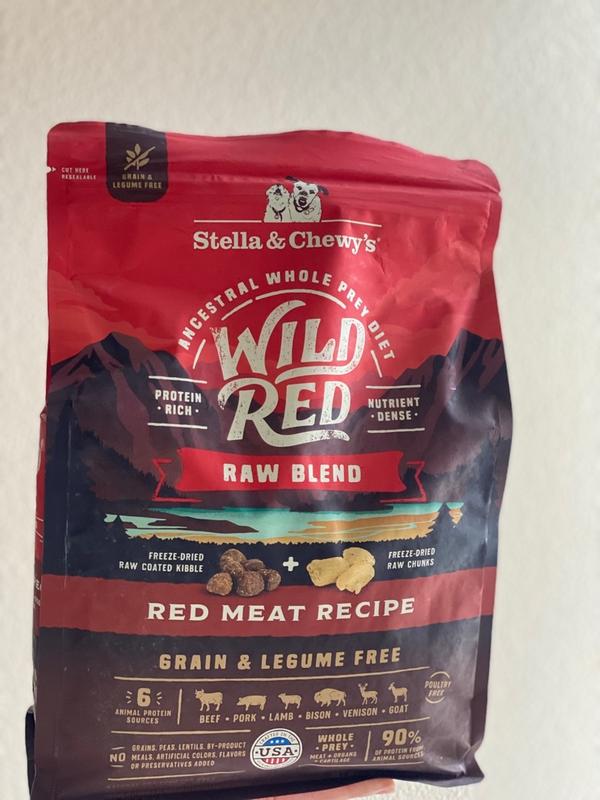 CUT HERE
RESEALABLE
GRAIN &
LEGUME FREE
Stella & Chewy's
ANCESTRAL WHOLE PREY DIET
WILD
RED
PROTEIN
• RICH •
NUTRIENT
• DENSE •
RAW BLEND
FREEZE-DRIED
RAW COATED KIBBLE
+
FREEZE-DRIED
RAW CHUNKS
RED MEAT RECIPE
GRAIN & LEGUME FREE
6
ANIMAL PROTEIN
SOURCES
BEEF • PORK • LAMB • BISON • VENISON • GOAT
POULTRY
FREE
NO
GRAINS, PEAS, LENTILS, BY-PRODUCT
MEALS, ARTIFICIAL COLORS, FLAVORS
OR PRESERVATIVES ADDED
USA
WHOLE
• PREY •
MEAT + ORGANS
+ CARTILAGE
90%
OF PROTEIN FROM
ANIMAL SOURCES